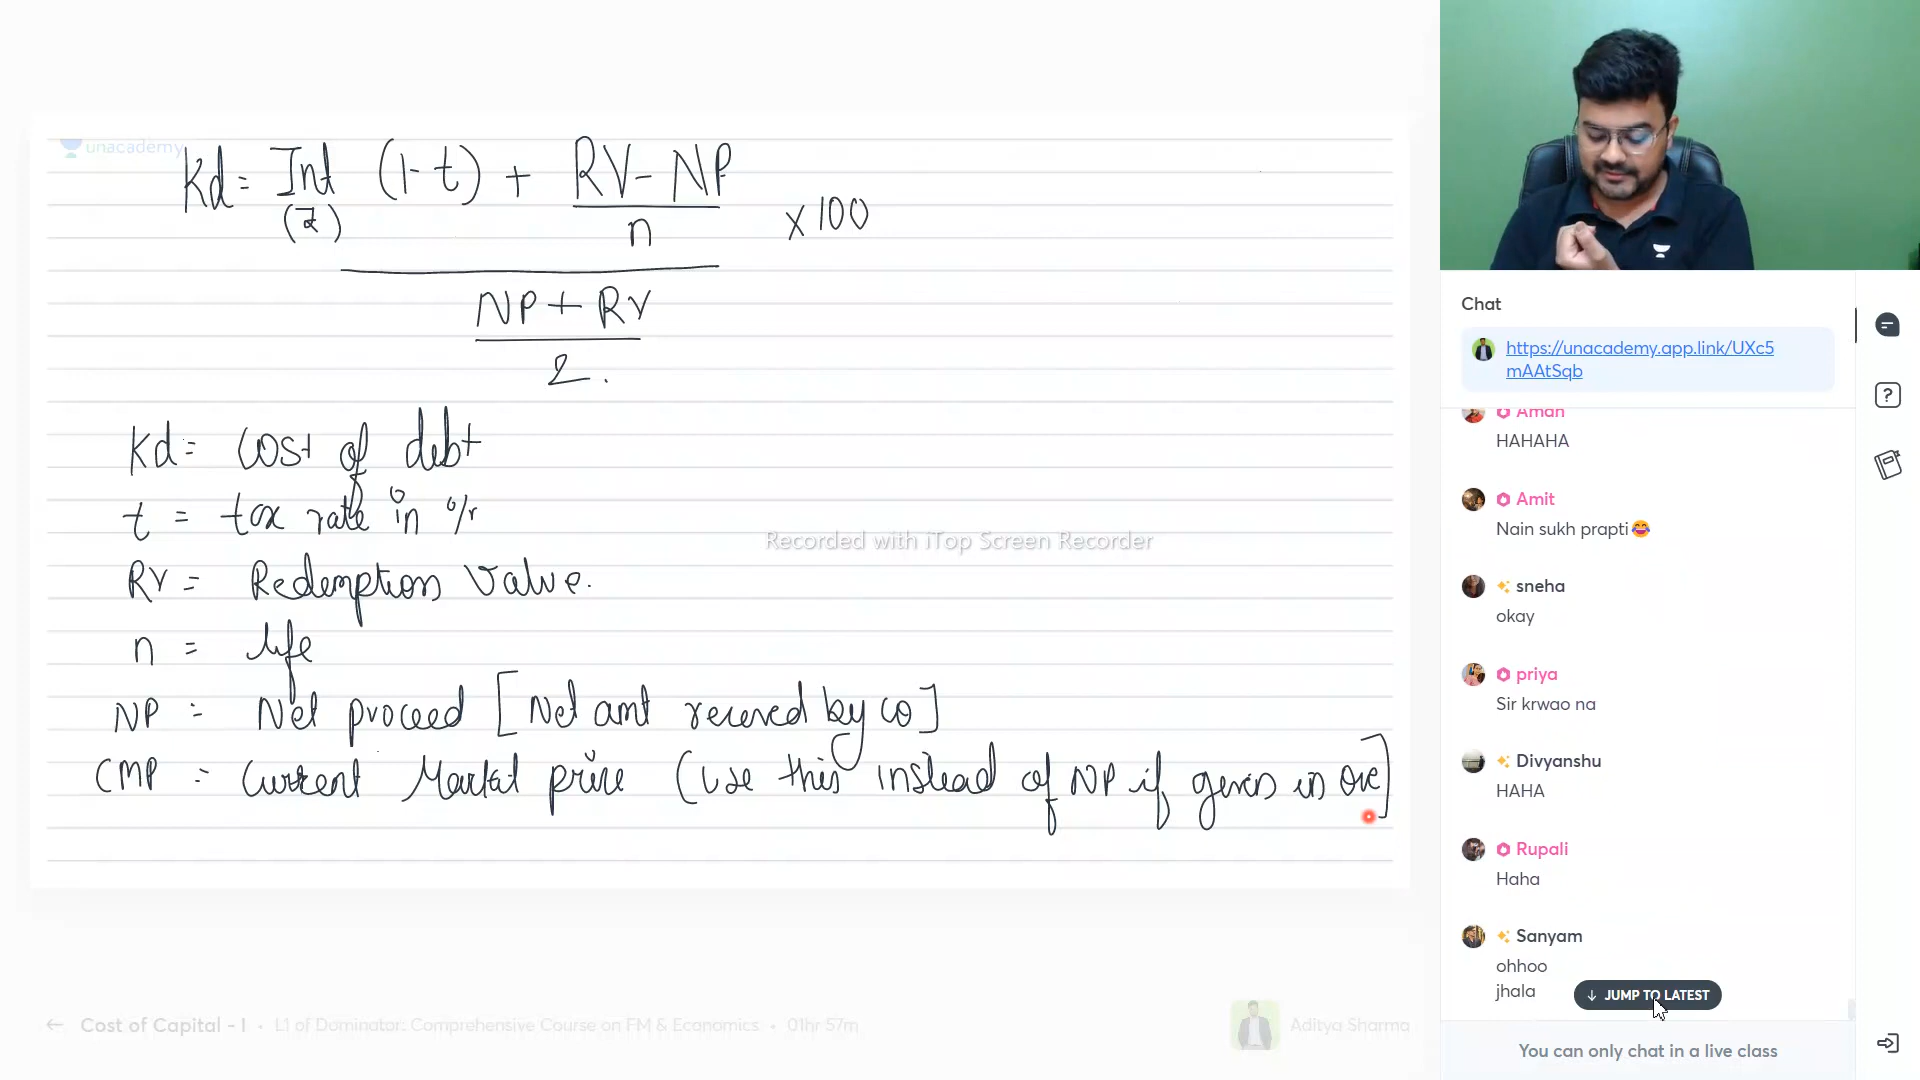 unacademy
Kd = Int (1-t) + RV - NP
(₹) n × 100
NP + RV
2.
Kd = Cost of debt
t = tax rate in %
RV = Redemption Value.
n = life
NP = Net proceed [Net amt received by co]
CMP = Current Market price (use this instead of NP if given in Que]
Recorded with iTop Screen Recorder
← Cost of Capital - I • L1 of Dominator: Comprehensive Course on FM & Economics • 01hr 57m
Aditya Sharma
Chat
https://unacademy.app.link/UXc5
mAAtSqb
Aman
HAHAHA
Amit
Nain sukh prapti😂
sneha
okay
priya
Sir krwao na
Divyanshu
HAHA
Rupali
Haha
Sanyam
ohhoo
jhala
↓ JUMP TO LATEST
You can only chat in a live class